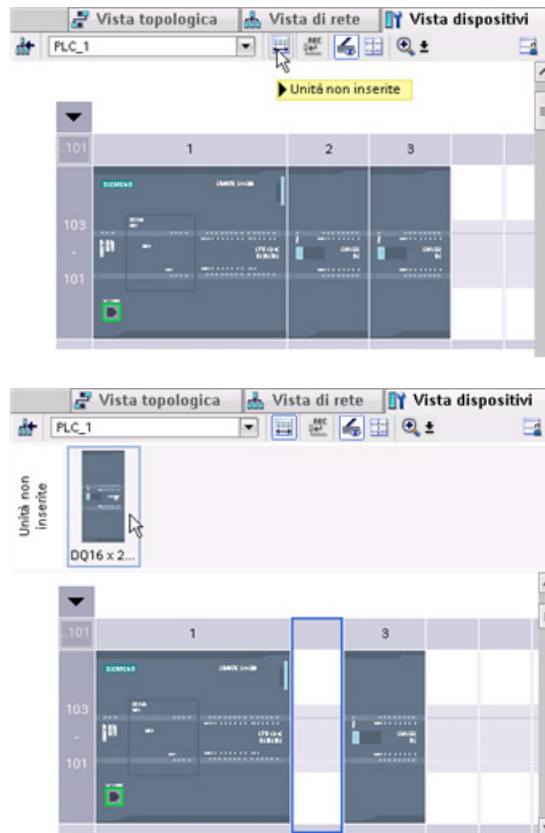 Vista topologica Vista di rete Vista dispositivi
PLC_1
Unità non inserite
..101 1 2 3
SIEMENS
103
-
101
Vista topologica Vista di rete Vista dispositivi
PLC_1
Unità non
inserite
DQ16 x 2...
..101 1 3
SIEMENS
103
-
101